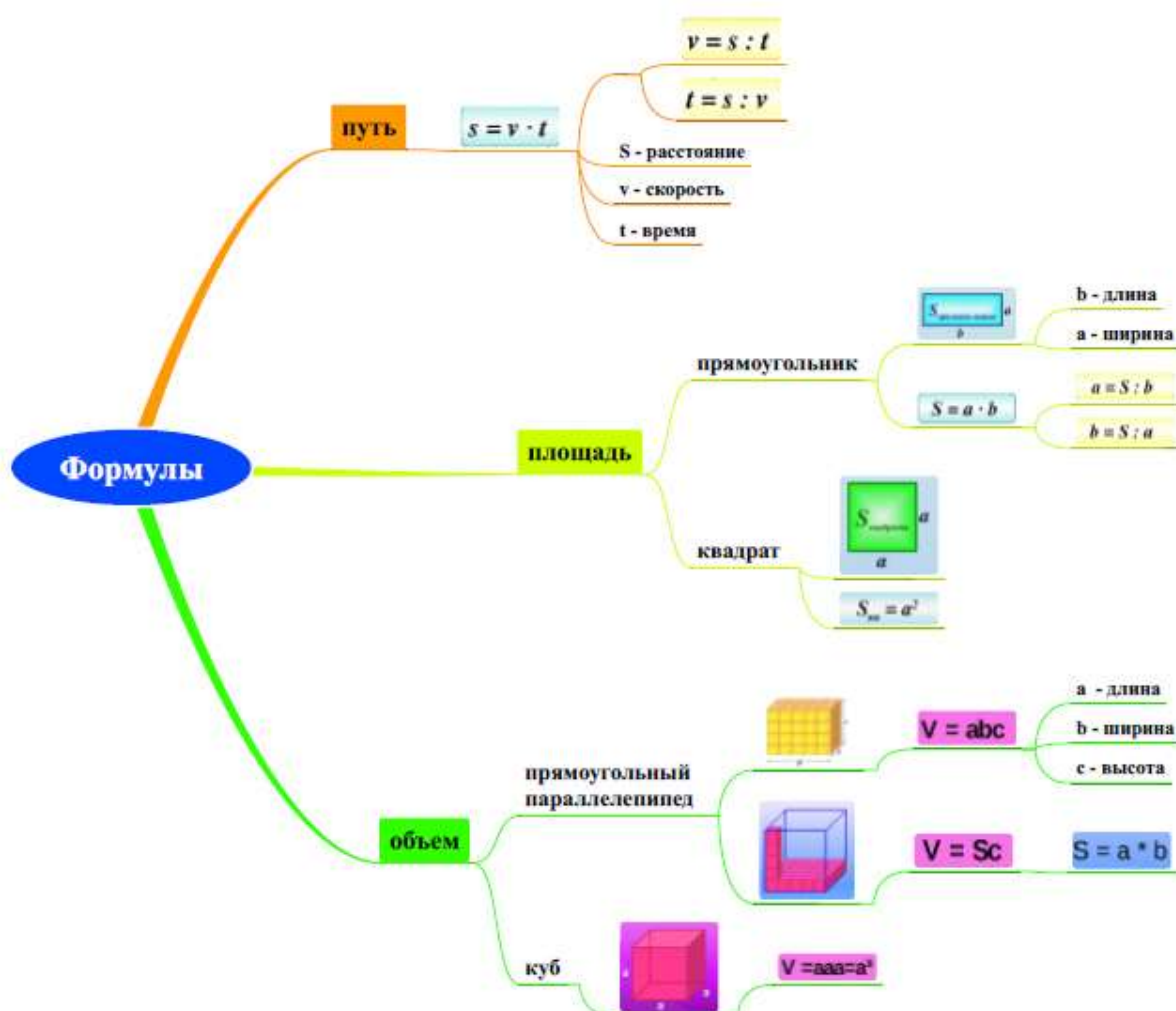 v = s : t
t = s : v
путь
s = v · t
S - расстояние
v - скорость
t - время
Формулы
площадь
прямоугольник
S
a
b
b - длина
a - ширина
S = a · b
a = S : b
b = S : a
квадрат
S
a
a
S = a²
объем
прямоугольный
параллелепипед
V = abc
a - длина
b - ширина
c - высота
V = Sc
S = a * b
куб
a
a
a
V =aaa=a³